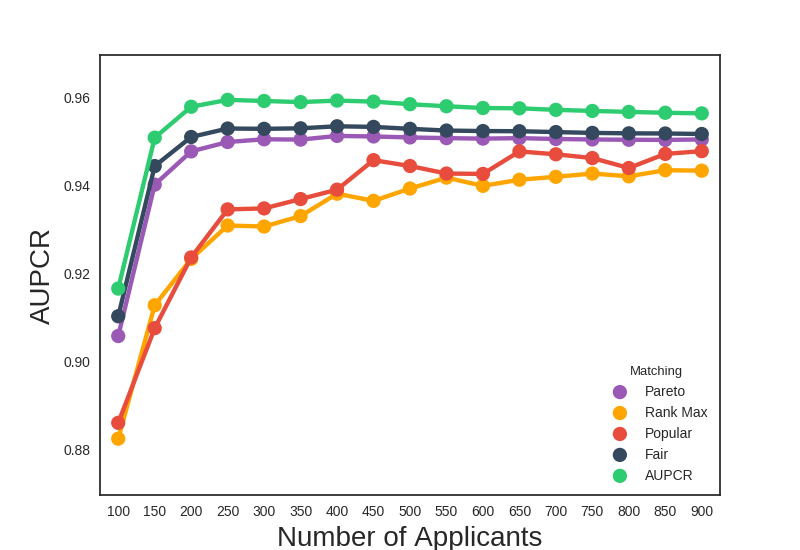 0.96
0.94
0.92
0.90
0.88
AUPCR
100 150 200 250 300 350 400 450 500 550 600 650 700 750 800 850 900
Number of Applicants
Matching
Pareto
Rank Max
Popular
Fair
AUPCR